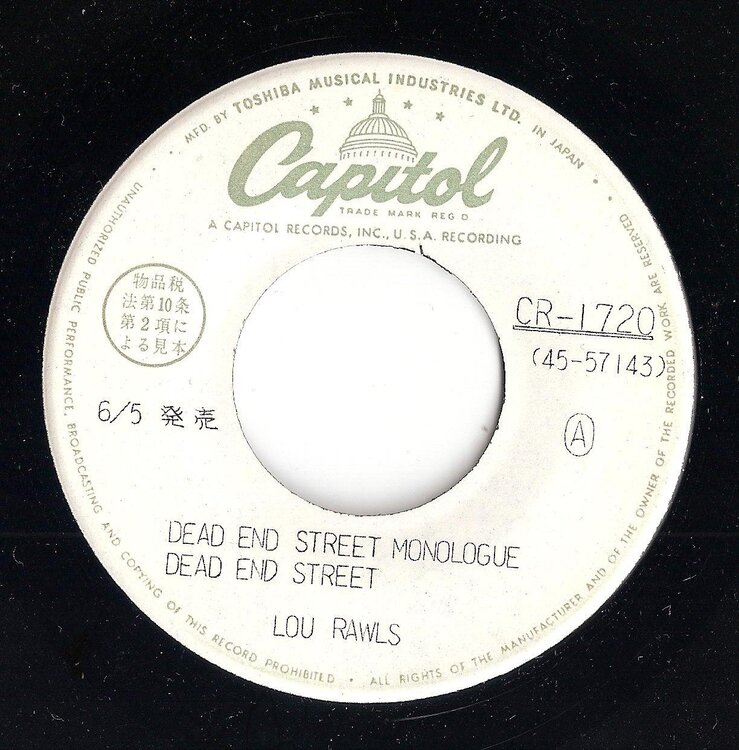 MFD. BY TOSHIBA MUSICAL INDUSTRIES LTD. IN JAPAN
Capitol
TRADE MARK REG'D
A CAPITOL RECORDS, INC., U.S.A. RECORDING
物品税
法第10条
第2項に
よる見本
CR-1720
(45-57143)
6/5 発売
A
DEAD END STREET MONOLOGUE
DEAD END STREET
LOU RAWLS
UNAUTHORIZED PUBLIC PERFORMANCE, BROADCASTING AND COPYING OF THIS RECORD PROHIBITED • ALL RIGHTS OF THE MANUFACTURER AND OF THE OWNER OF THE RECORDED WORK ARE RESERVED